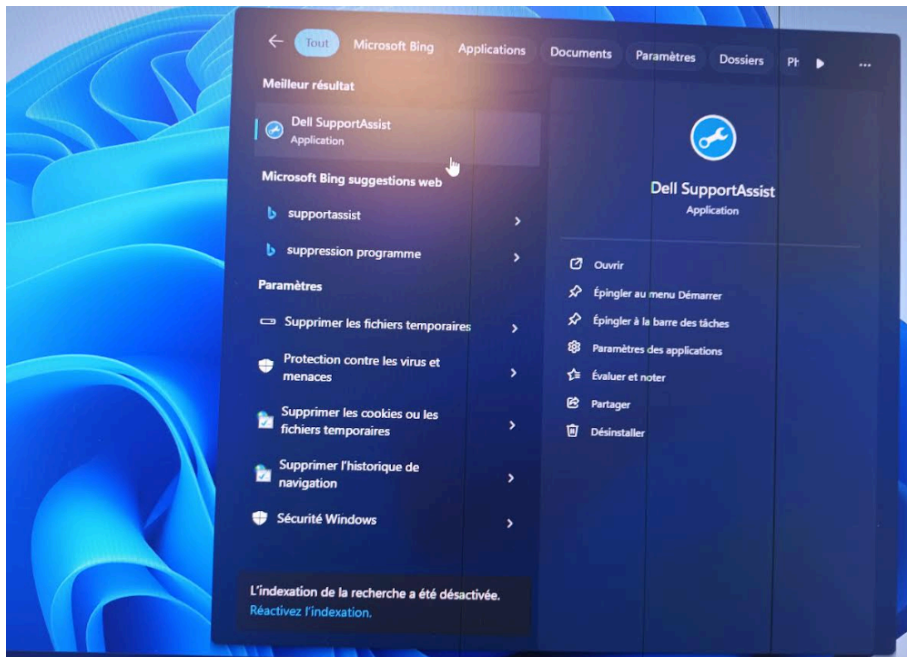 Tout Microsoft Bing Applications Documents Paramètres Dossiers Ph
Meilleur résultat
Dell SupportAssist
Application
Microsoft Bing suggestions web
supportassist
suppression programme
Paramètres
Supprimer les fichiers temporaires
Protection contre les virus et
menaces
Supprimer les cookies ou les
fichiers temporaires
Supprimer l'historique de
navigation
Sécurité Windows
L'indexation de la recherche a été désactivée.
Réactivez l'indexation.
Dell SupportAssist
Application
Ouvrir
Épingler au menu Démarrer
Épingler à la barre des tâches
Paramètres des applications
Évaluer et noter
Partager
Désinstaller